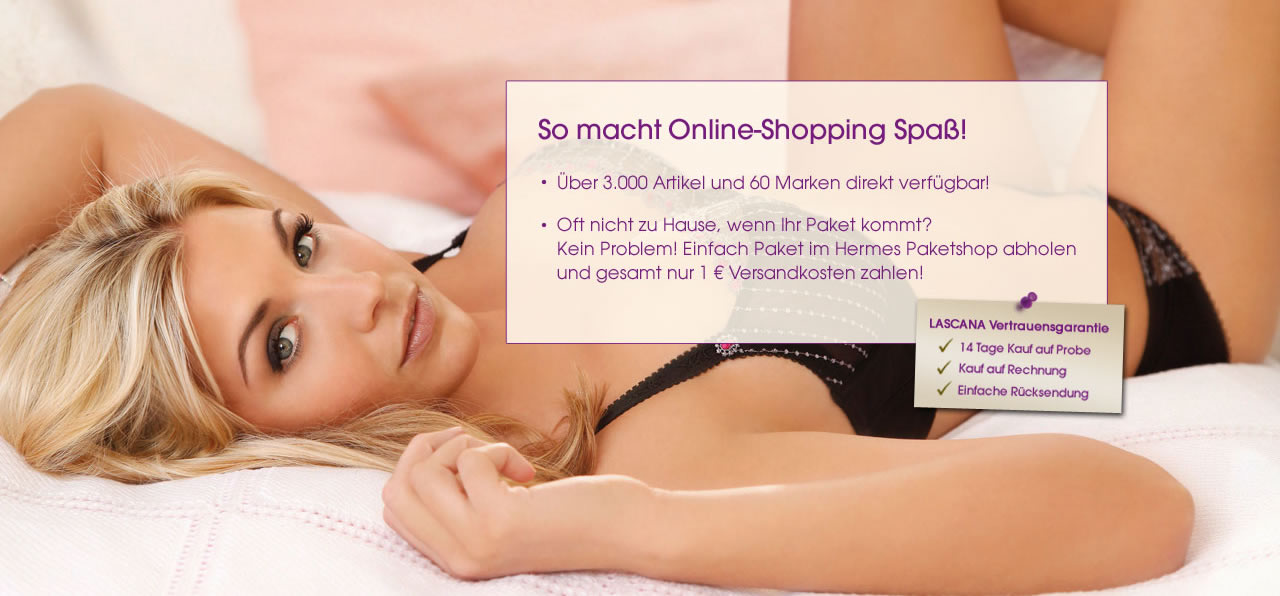 So macht Online-Shopping Spaß!
• Über 3.000 Artikel und 60 Marken direkt verfügbar!
• Oft nicht zu Hause, wenn Ihr Paket kommt?
Kein Problem! Einfach Paket im Hermes Paketshop abholen
und gesamt nur 1 € Versandkosten zahlen!
LASCANA Vertrauensgarantie
✓ 14 Tage Kauf auf Probe
✓ Kauf auf Rechnung
✓ Einfache Rücksendung